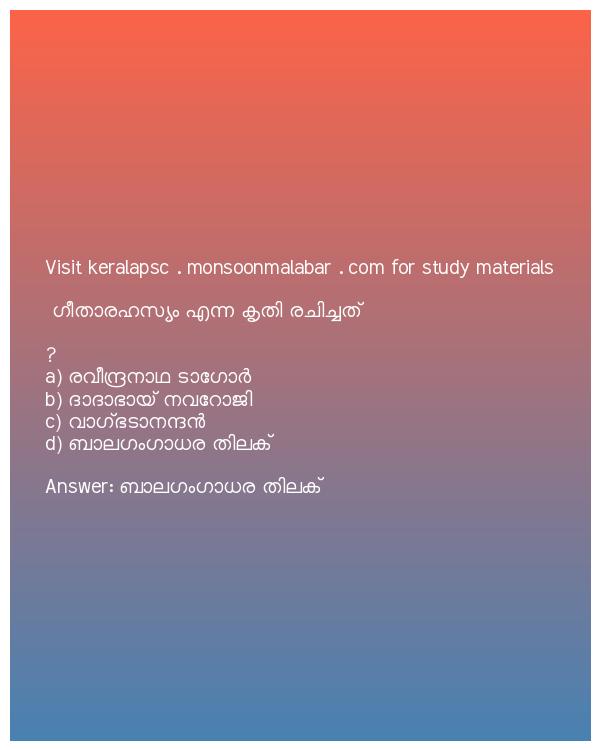 Visit keralapsc . monsoonmalabar . com for study materials
ഗീതാരഹസ്യം എന്ന കൃതി രചിച്ചത്
?
a) രവീന്ദ്രനാഥ ടാഗോർ
b) ദാദാഭായ് നവറോജി
c) വാഗ്ഭടാനന്ദൻ
d) ബാലഗംഗാധര തിലക്
Answer: ബാലഗംഗാധര തിലക്